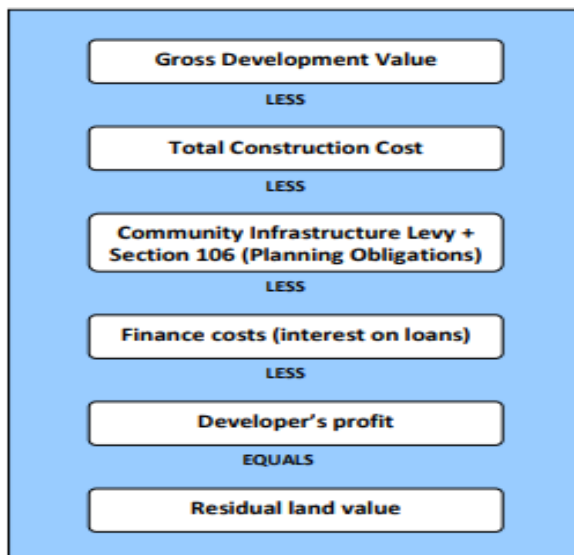 Gross Development Value
LESS
Total Construction Cost
LESS
Community Infrastructure Levy +
Section 106 (Planning Obligations)
LESS
Finance costs (interest on loans)
LESS
Developer's profit
EQUALS
Residual land value